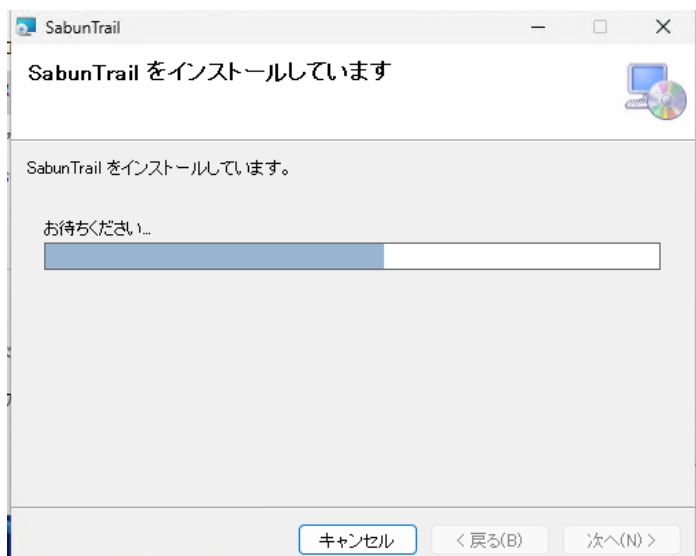 SabunTrail
SabunTrail をインストールしています
SabunTrail をインストールしています。
お待ちください...
キャンセル
< 戻る(B)
次へ(N) >